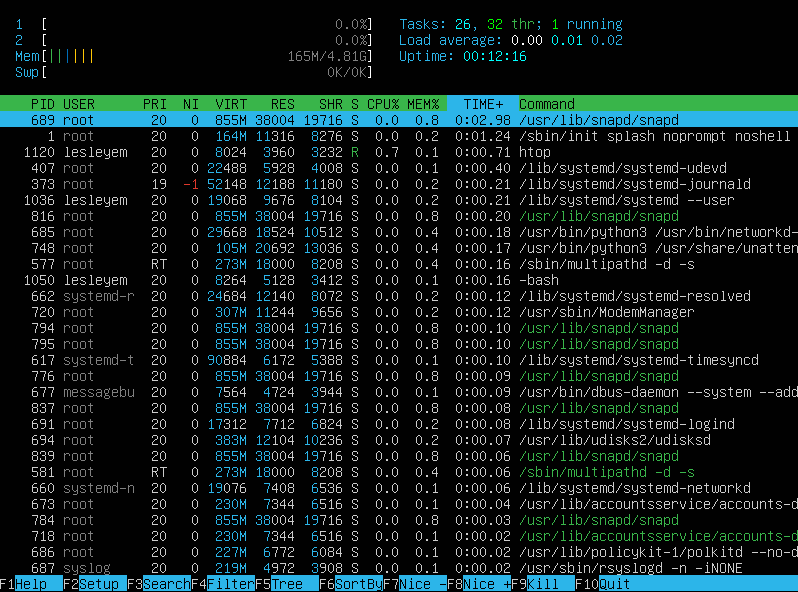 1 [ 0.0%] Tasks: 26, 32 thr; 1 running
2 [ 0.0%] Load average: 0.00 0.01 0.02
Mem[|||||| 165M/4.81G] Uptime: 00:12:16
Swp[ 0K/0K]
PID USER PRI NI VIRT RES SHR S CPU% MEM% TIME+ Command
689 root 20 0 855M 38004 19716 S 0.0 0.8 0:02.98 /usr/lib/snapd/snapd
1 root 20 0 164M 11316 8276 S 0.0 0.2 0:01.24 /sbin/init splash noprompt noshell
1120 lesleyem 20 0 8024 3960 3232 R 0.7 0.1 0:00.71 htop
407 root 20 0 22488 5928 4008 S 0.0 0.1 0:00.40 /lib/systemd/systemd-udevd
373 root 19 -1 52148 12188 11180 S 0.0 0.2 0:00.21 /lib/systemd/systemd-journald
1036 lesleyem 20 0 19068 9676 8104 S 0.0 0.2 0:00.21 /lib/systemd/systemd --user
816 root 20 0 855M 38004 19716 S 0.0 0.8 0:00.20 /usr/lib/snapd/snapd
685 root 20 0 29668 18524 10512 S 0.0 0.4 0:00.18 /usr/bin/python3 /usr/bin/networkd-
748 root 20 0 105M 20692 13036 S 0.0 0.4 0:00.17 /usr/bin/python3 /usr/share/unatten
577 root RT 0 273M 18000 8208 S 0.0 0.4 0:00.16 /sbin/multipathd -d -s
1050 lesleyem 20 0 8264 5128 3412 S 0.0 0.1 0:00.16 -bash
662 systemd-r 20 0 24684 12140 8072 S 0.0 0.2 0:00.12 /lib/systemd/systemd-resolved
720 root 20 0 307M 11244 9656 S 0.0 0.2 0:00.12 /usr/sbin/ModemManager
794 root 20 0 855M 38004 19716 S 0.0 0.8 0:00.10 /usr/lib/snapd/snapd
795 root 20 0 855M 38004 19716 S 0.0 0.8 0:00.10 /usr/lib/snapd/snapd
617 systemd-t 20 0 90884 6172 5388 S 0.0 0.1 0:00.10 /lib/systemd/systemd-timesyncd
776 root 20 0 855M 38004 19716 S 0.0 0.8 0:00.09 /usr/lib/snapd/snapd
677 messagebu 20 0 7564 4724 3944 S 0.0 0.1 0:00.09 /usr/bin/dbus-daemon --system --add
837 root 20 0 855M 38004 19716 S 0.0 0.8 0:00.08 /usr/lib/snapd/snapd
691 root 20 0 17312 7712 6824 S 0.0 0.2 0:00.08 /lib/systemd/systemd-logind
694 root 20 0 383M 12104 10236 S 0.0 0.2 0:00.07 /usr/lib/udisks2/udisksd
839 root 20 0 855M 38004 19716 S 0.0 0.8 0:00.06 /usr/lib/snapd/snapd
581 root RT 0 273M 18000 8208 S 0.0 0.4 0:00.06 /sbin/multipathd -d -s
660 systemd-n 20 0 19076 7408 6536 S 0.0 0.1 0:00.06 /lib/systemd/systemd-networkd
673 root 20 0 230M 7344 6516 S 0.0 0.1 0:00.04 /usr/lib/accountsservice/accounts-d
784 root 20 0 855M 38004 19716 S 0.0 0.8 0:00.03 /usr/lib/snapd/snapd
718 root 20 0 230M 7344 6516 S 0.0 0.1 0:00.02 /usr/lib/accountsservice/accounts-d
686 root 20 0 227M 6772 6084 S 0.0 0.1 0:00.02 /usr/lib/policykit-1/polkitd --no-d
687 syslog 20 0 219M 4972 3716 S 0.0 0.1 0:00.02 /usr/sbin/rsyslogd -n -iNONE
F1Help F2Setup F3SearchF4FilterF5Tree F6SortByF7Nice -F8Nice +F9Kill F10Quit